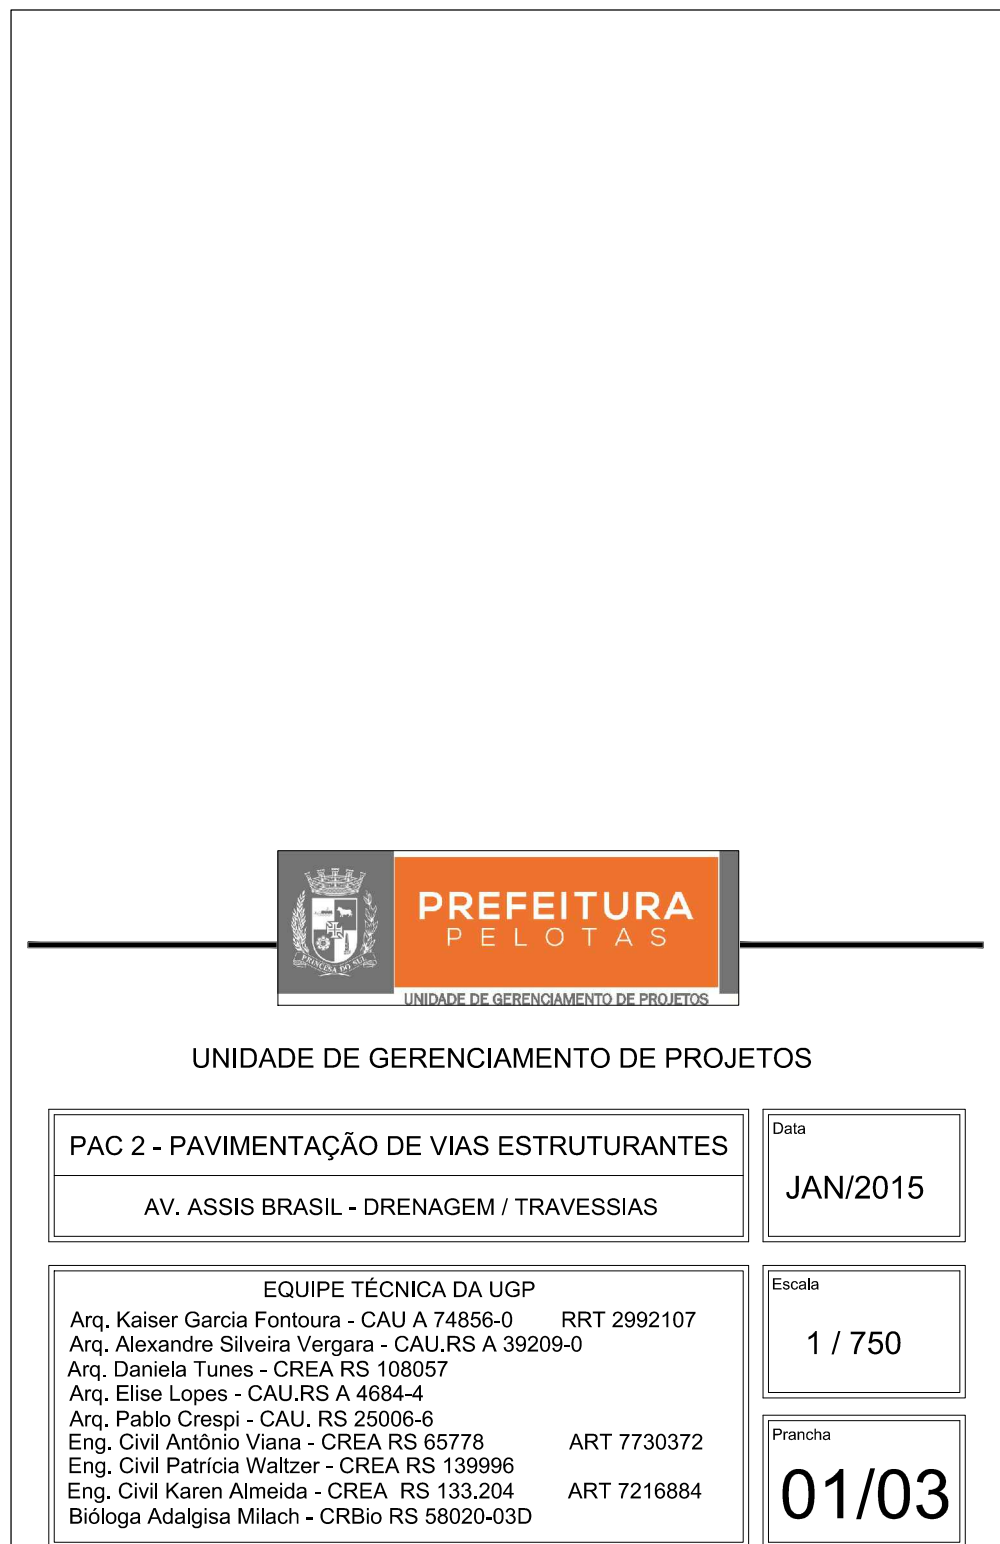 PREFEITURA
PELOTAS
PRINCESA DO SUL
UNIDADE DE GERENCIAMENTO DE PROJETOS
UNIDADE DE GERENCIAMENTO DE PROJETOS
PAC 2 - PAVIMENTAÇÃO DE VIAS ESTRUTURANTES
AV. ASSIS BRASIL - DRENAGEM / TRAVESSIAS
Data
JAN/2015
EQUIPE TÉCNICA DA UGP
Arq. Kaiser Garcia Fontoura - CAU A 74856-0 RRT 2992107
Arq. Alexandre Silveira Vergara - CAU.RS A 39209-0
Arq. Daniela Tunes - CREA RS 108057
Arq. Elise Lopes - CAU.RS A 4684-4
Arq. Pablo Crespi - CAU. RS 25006-6
Eng. Civil Antônio Viana - CREA RS 65778 ART 7730372
Eng. Civil Patrícia Waltzer - CREA RS 139996
Eng. Civil Karen Almeida - CREA RS 133.204 ART 7216884
Bióloga Adalgisa Milach - CRBio RS 58020-03D
Escala
1 / 750
Prancha
01/03